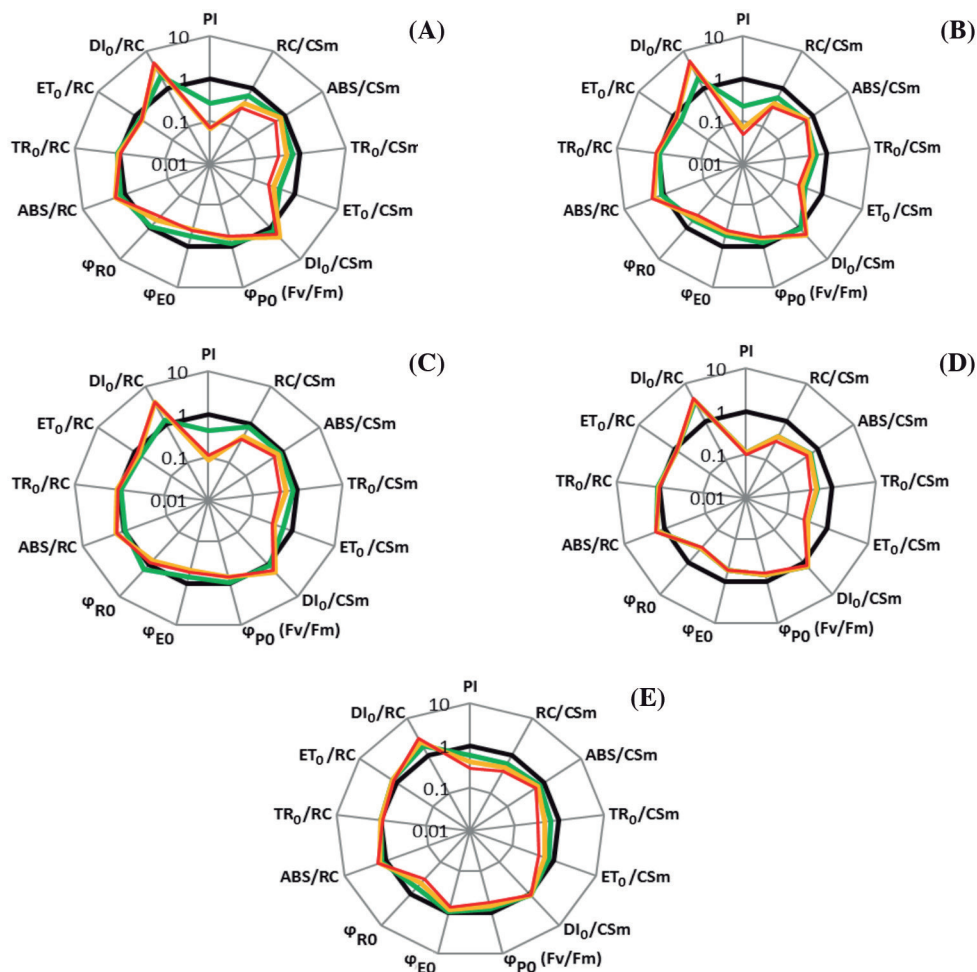 (A)
PI
RC/CSm
ABS/CSm
TR₀/CSm
ET₀/CSm
DI₀/CSm
φP0 (Fv/Fm)
φE0
φR0
ABS/RC
TR₀/RC
ET₀/RC
DI₀/RC
10
1
0.1
0.01
(B)
PI
RC/CSm
ABS/CSm
TR₀/CSm
ET₀/CSm
DI₀/CSm
φP0 (Fv/Fm)
φE0
φR0
ABS/RC
TR₀/RC
ET₀/RC
DI₀/RC
10
1
0.1
0.01
(C)
PI
RC/CSm
ABS/CSm
TR₀/CSm
ET₀/CSm
DI₀/CSm
φP0 (Fv/Fm)
φE0
φR0
ABS/RC
TR₀/RC
ET₀/RC
DI₀/RC
10
1
0.1
0.01
(D)
PI
RC/CSm
ABS/CSm
TR₀/CSm
ET₀/CSm
DI₀/CSm
φP0 (Fv/Fm)
φE0
φR0
ABS/RC
TR₀/RC
ET₀/RC
DI₀/RC
10
1
0.1
0.01
(E)
PI
RC/CSm
ABS/CSm
TR₀/CSm
ET₀/CSm
DI₀/CSm
φP0 (Fv/Fm)
φE0
φR0
ABS/RC
TR₀/RC
ET₀/RC
DI₀/RC
10
1
0.1
0.01